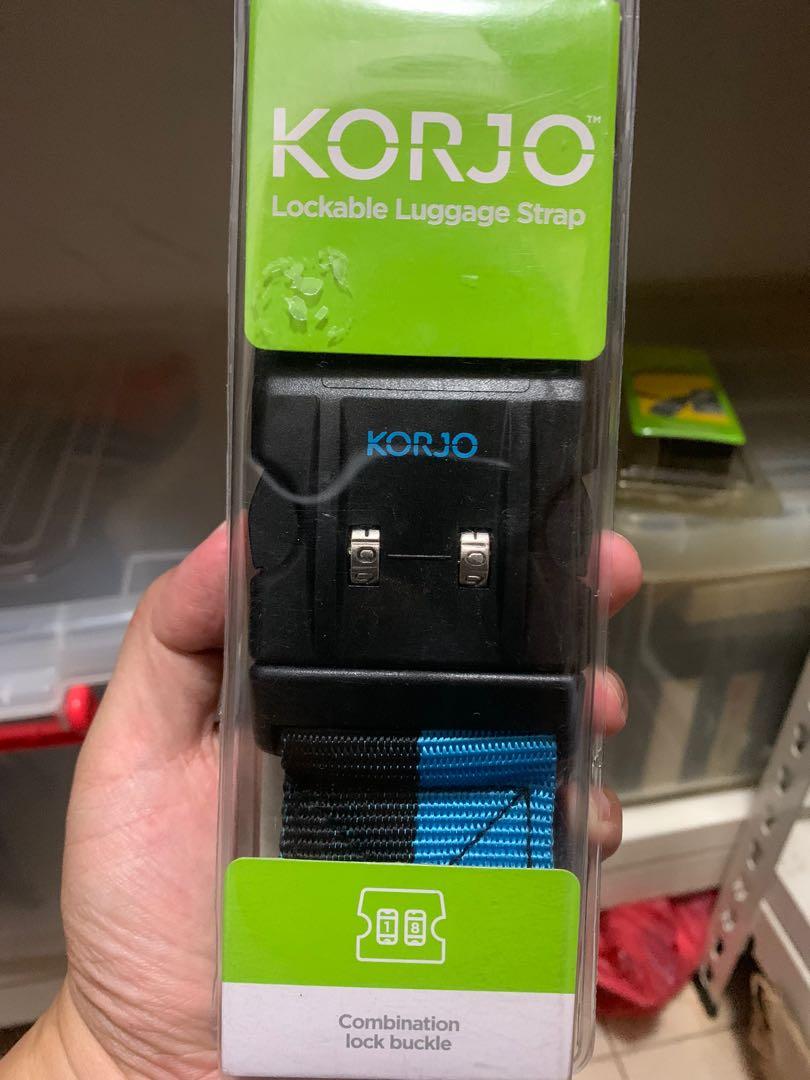 KORJO™
Lockable Luggage Strap
KORJO
0 0
1 8
Combination
lock buckle